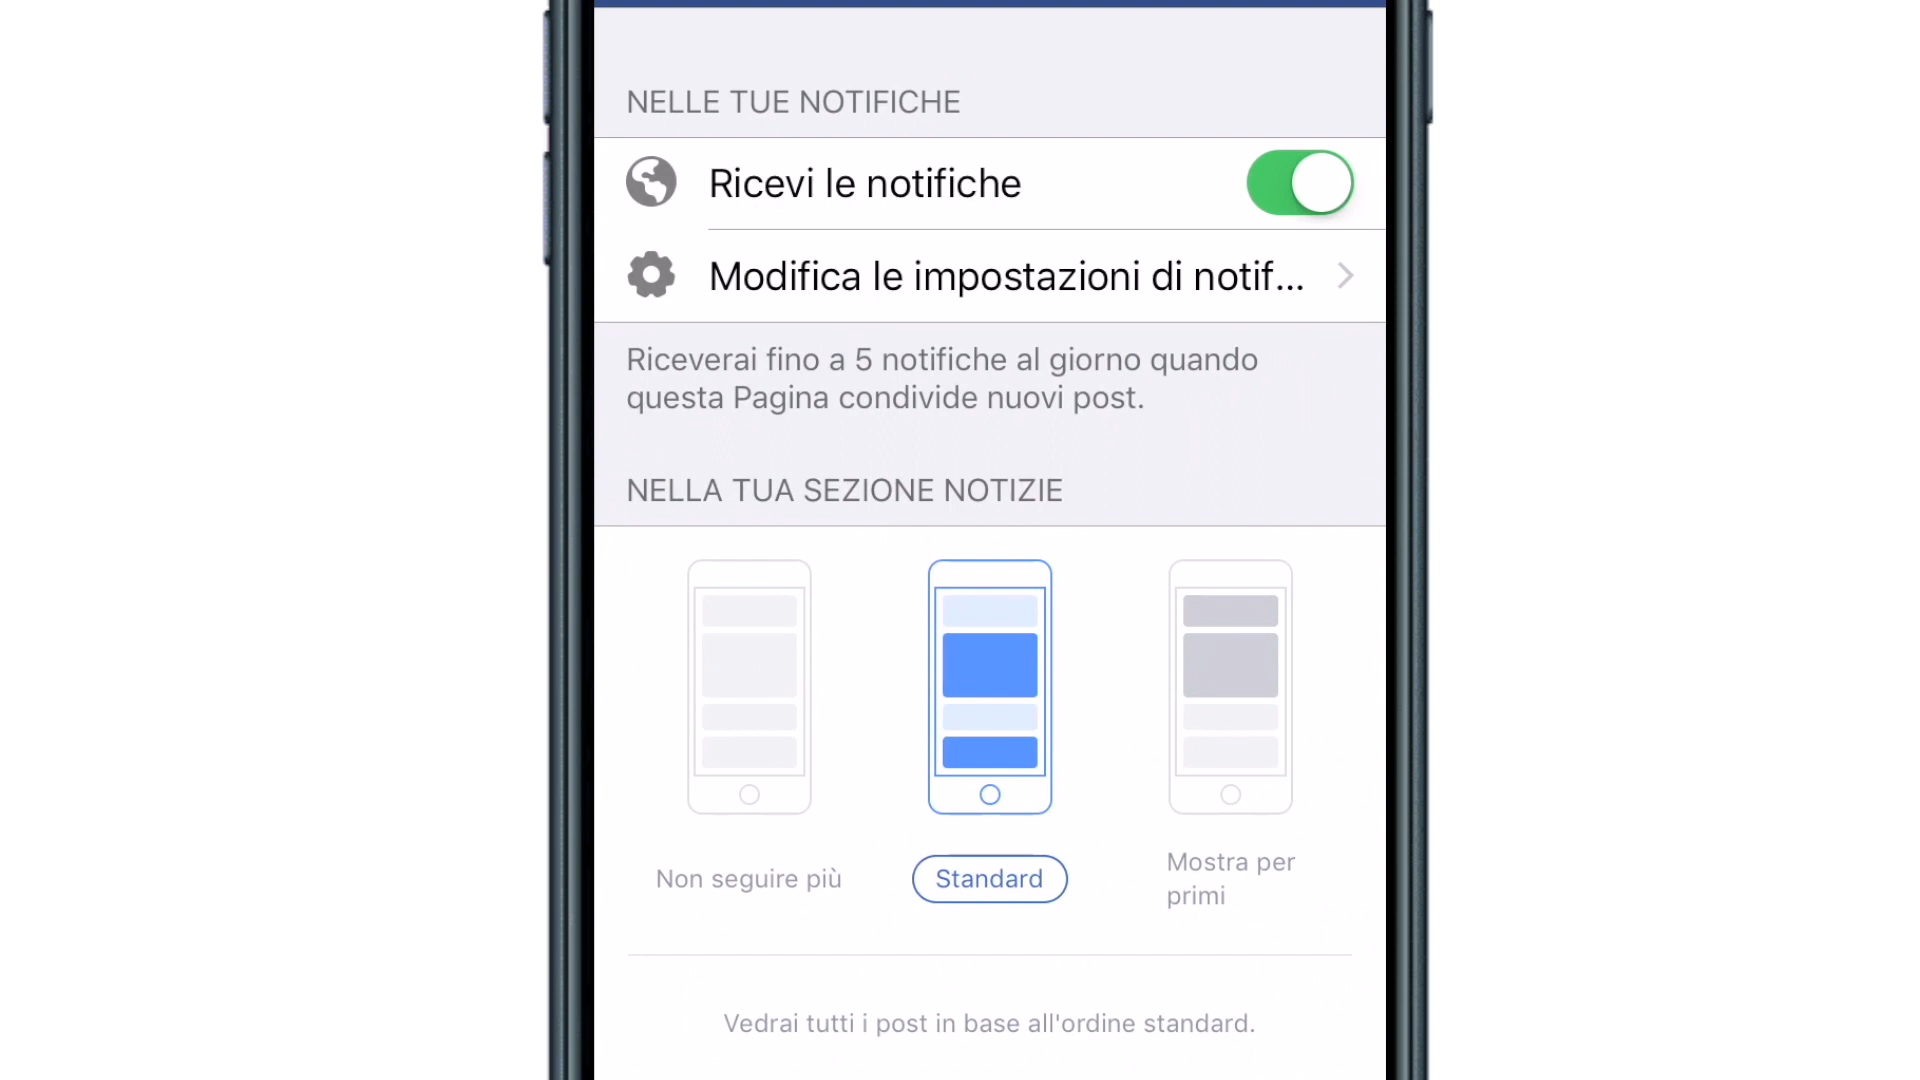 NELLE TUE NOTIFICHE
Ricevi le notifiche
Modifica le impostazioni di notif...
Riceverai fino a 5 notifiche al giorno quando
questa Pagina condivide nuovi post.
NELLA TUA SEZIONE NOTIZIE
Non seguire più
Standard
Mostra per
primi
Vedrai tutti i post in base all'ordine standard.